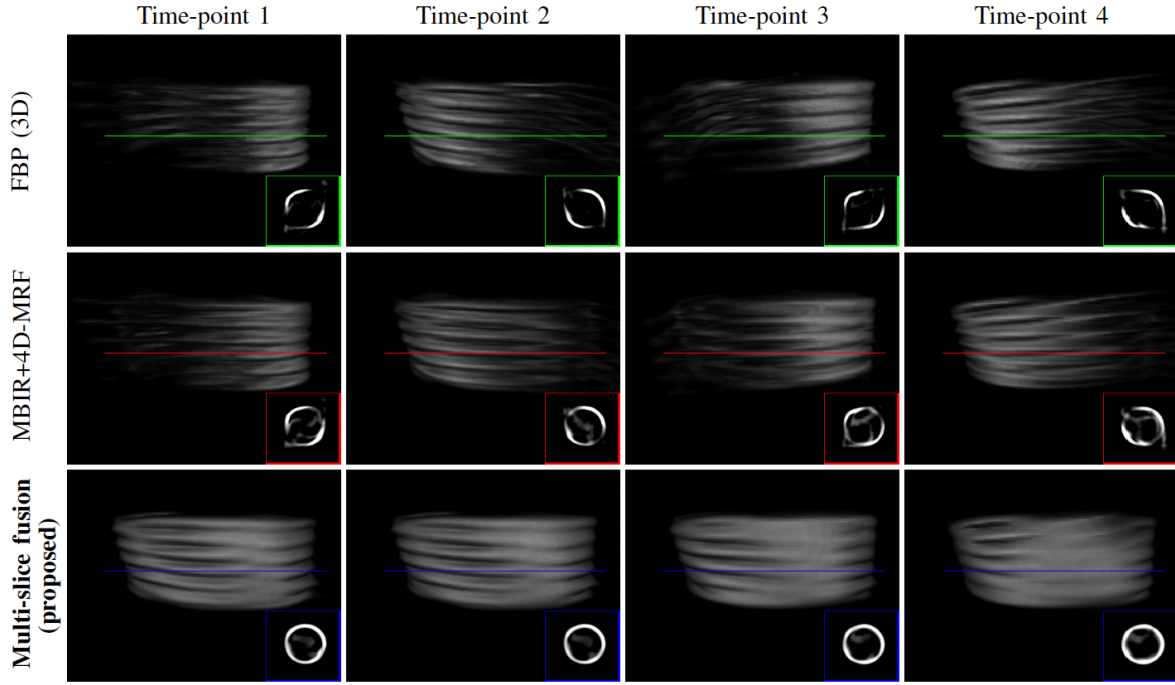 Time-point 1 Time-point 2 Time-point 3 Time-point 4
FBP (3D)
MBIR+4D-MRF
Multi-slice fusion
(proposed)